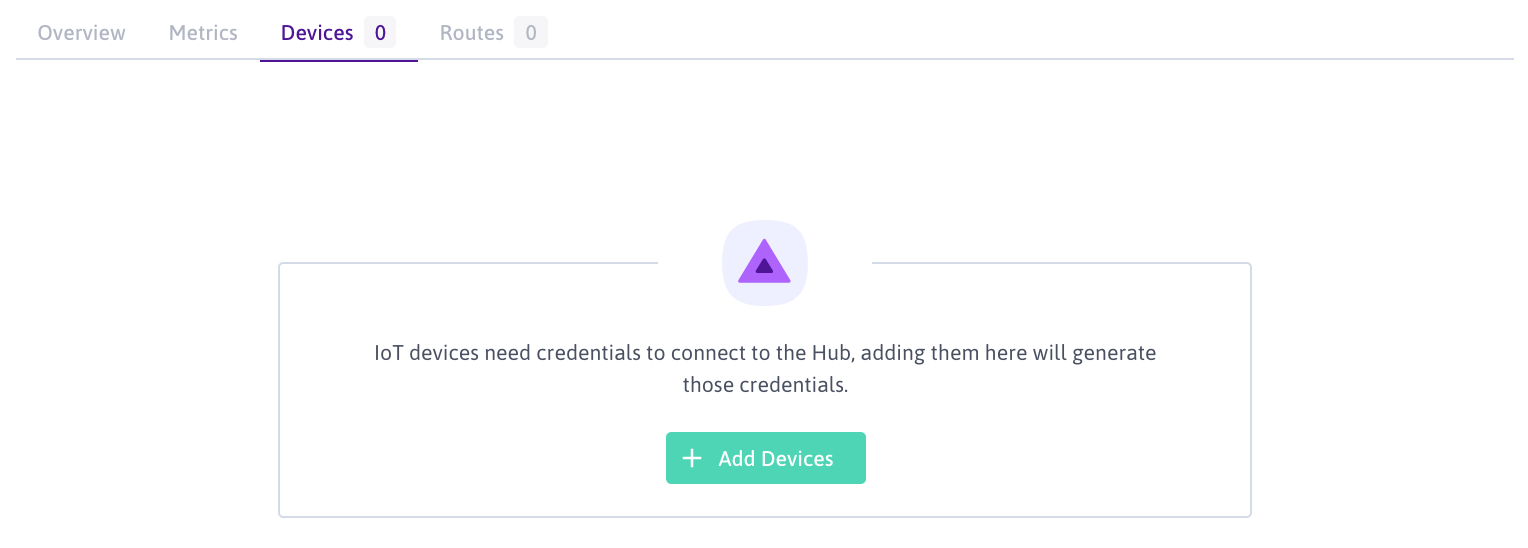 Overview Metrics Devices 0 Routes 0
IoT devices need credentials to connect to the Hub, adding them here will generate
those credentials.
+ Add Devices